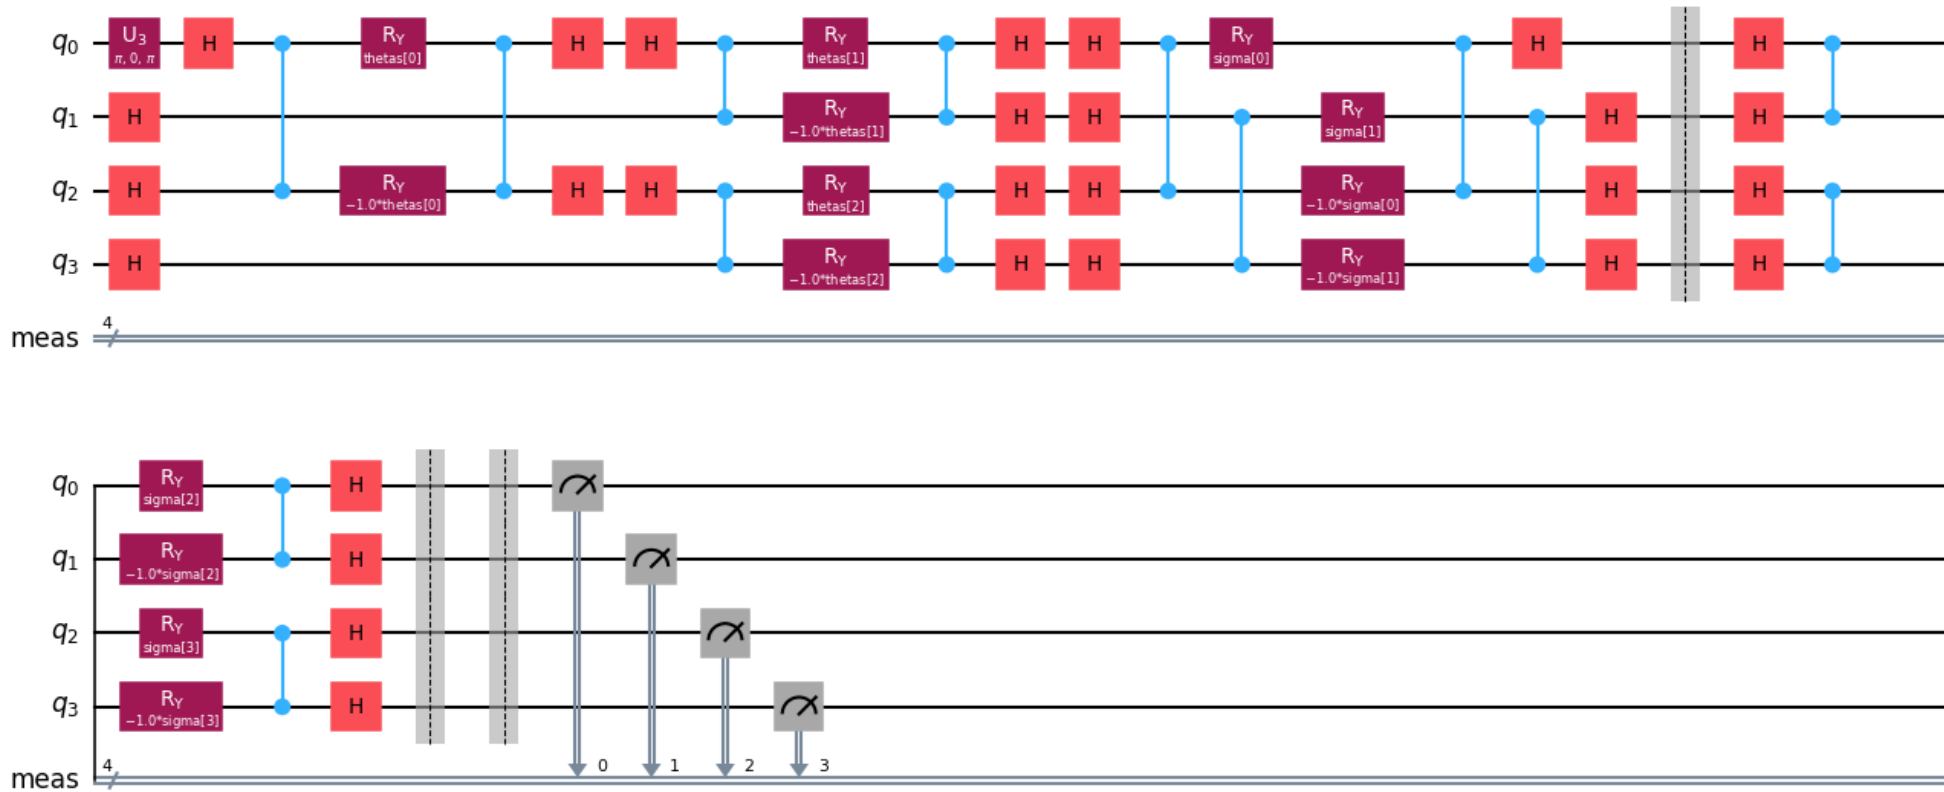 q0 U3 π, 0, π H RY thetas[0] H H RY thetas[1] H H RY sigma[0] H H
q1 H RY −1.0*thetas[1] H H RY sigma[1] H H
q2 H RY −1.0*thetas[0] H H RY thetas[2] H H RY −1.0*sigma[0] H H
q3 H RY −1.0*thetas[2] H H RY −1.0*sigma[1] H H
meas 4
q0 RY sigma[2] H
q1 RY −1.0*sigma[2] H
q2 RY sigma[3] H
q3 RY −1.0*sigma[3] H
meas 4 0 1 2 3